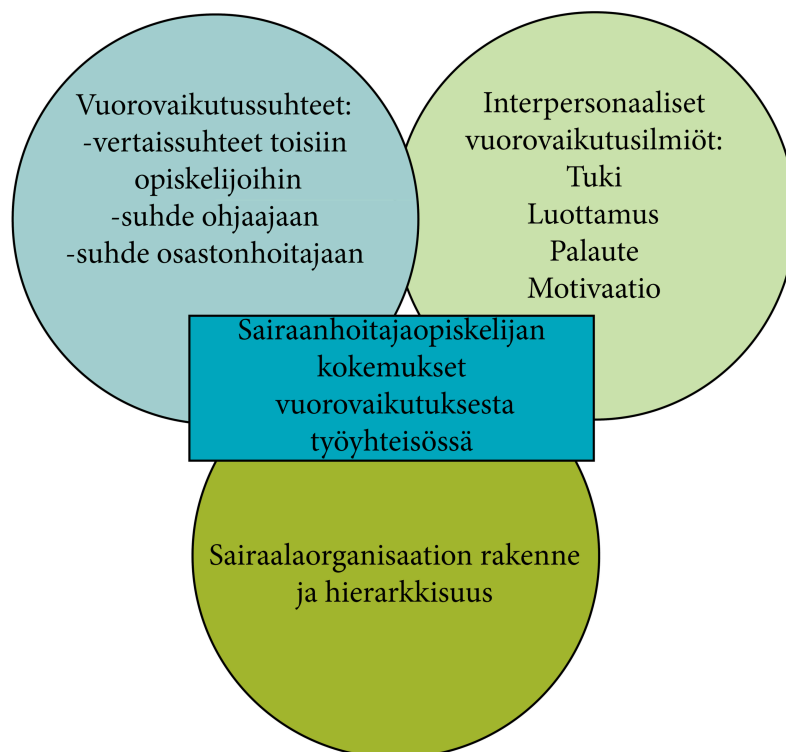 Vuorovaikutussuhteet:
-vertaissuhteet toisiin
opiskelijoihin
-suhde ohjaajaan
-suhde osastonhoitajaan
Interpersonaaliset
vuorovaikutusilmiöt:
Tuki
Luottamus
Palaute
Motivaatio
Sairaanhoitajaopiskelijan
kokemukset
vuorovaikutuksesta
työyhteisössä
Sairaalaorganisaation rakenne
ja hierarkkisuus